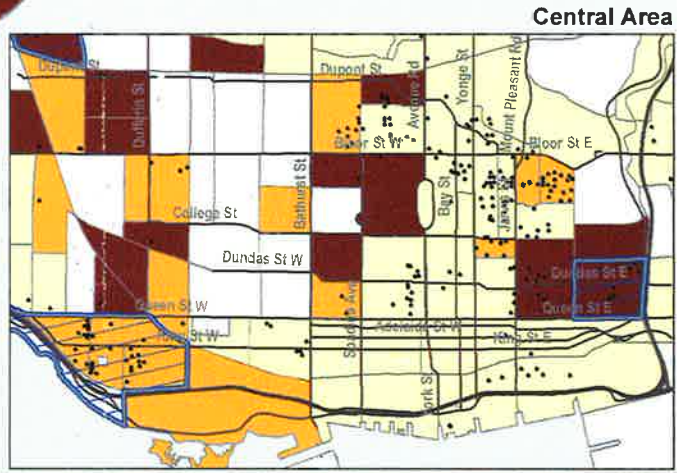 Central Area
Dupont St
Dupont St
Avenue Rd
Yonge St
Mount Pleasant Rd
Dufferin St
Bloor St W
Bloor St E
Bathurst St
Bay St
Jarvis St
College St
Dundas St W
Dundas St E
Queen St W
Queen St E
Spadina Ave
Adelaide St W
King St W
King St E
York St